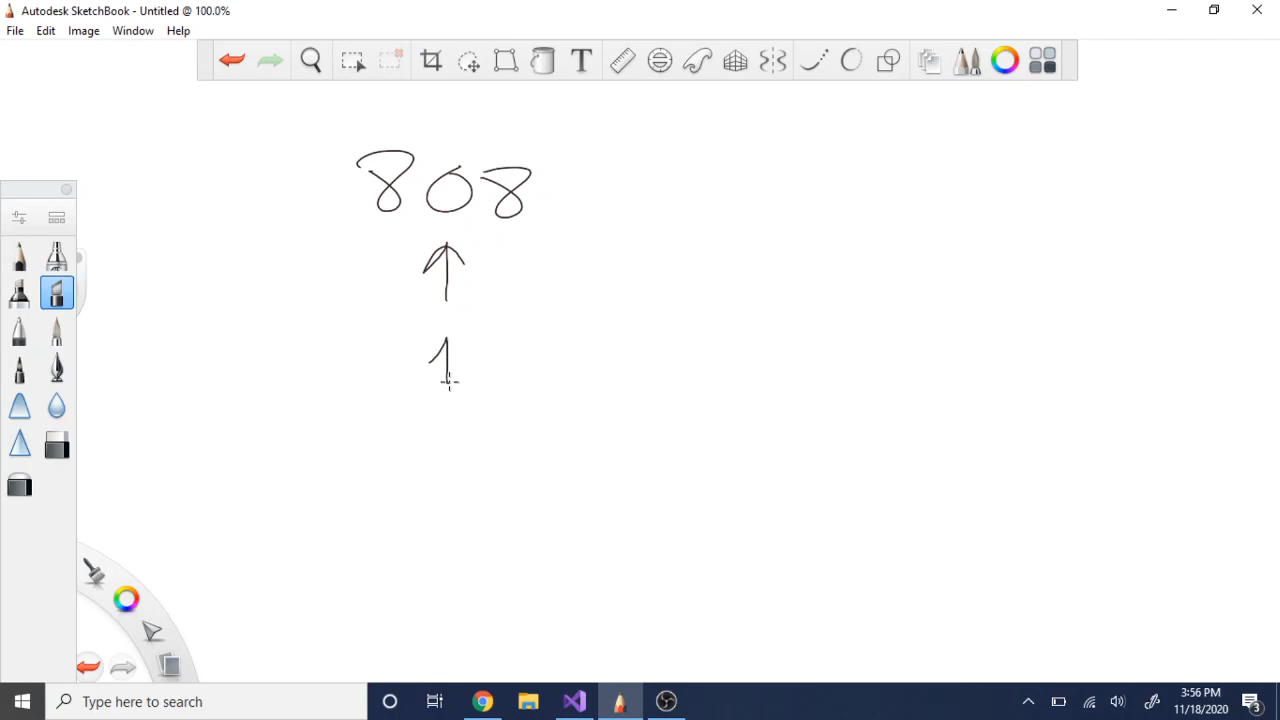 Autodesk SketchBook - Untitled @ 100.0%
File Edit Image Window Help
T
808
1
Type here to search
3:56 PM
11/18/2020
3